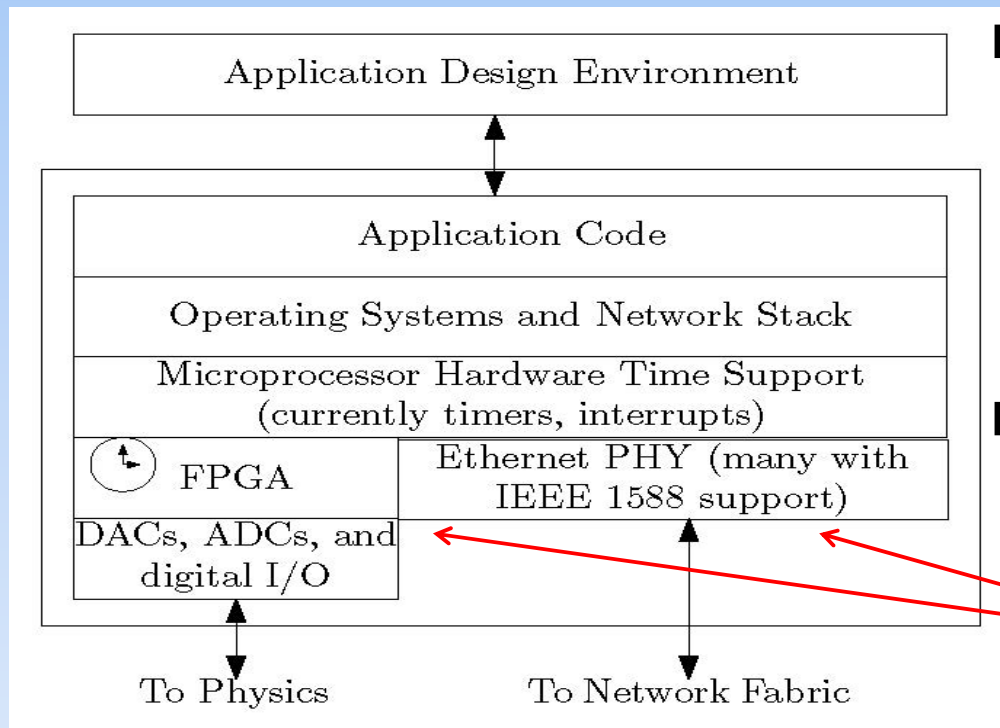 Application Design Environment
Application Code
Operating Systems and Network Stack
Microprocessor Hardware Time Support
(currently timers, interrupts)
FPGA
Ethernet PHY (many with
IEEE 1588 support)
DACs, ADCs, and
digital I/O
To Physics
To Network Fabric